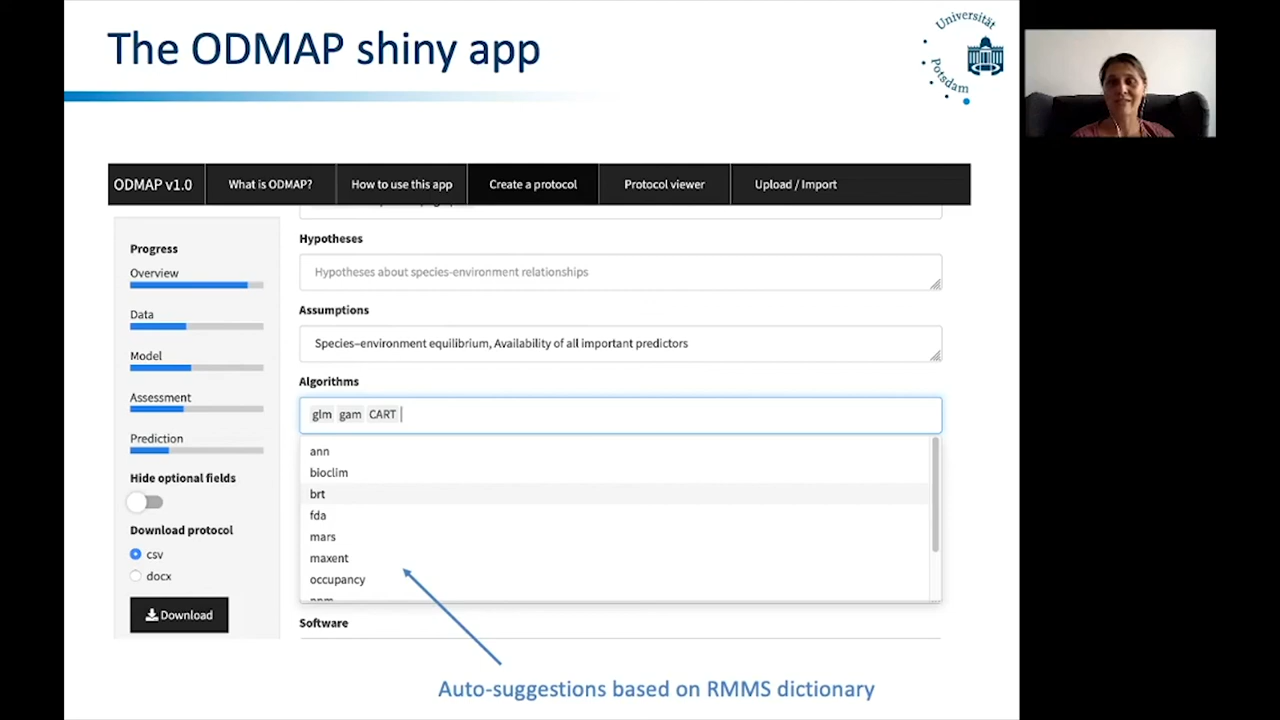 The ODMAP shiny app
Universität
Potsdam
ODMAP v1.0
What is ODMAP?
How to use this app
Create a protocol
Protocol viewer
Upload / Import
Progress
Overview
Data
Model
Assessment
Prediction
Hide optional fields
Download protocol
csv
docx
Download
Hypotheses
Hypotheses about species-environment relationships
Assumptions
Species–environment equilibrium, Availability of all important predictors
Algorithms
glm gam CART
ann
bioclim
brt
fda
mars
maxent
occupancy
Software
Auto-suggestions based on RMMS dictionary